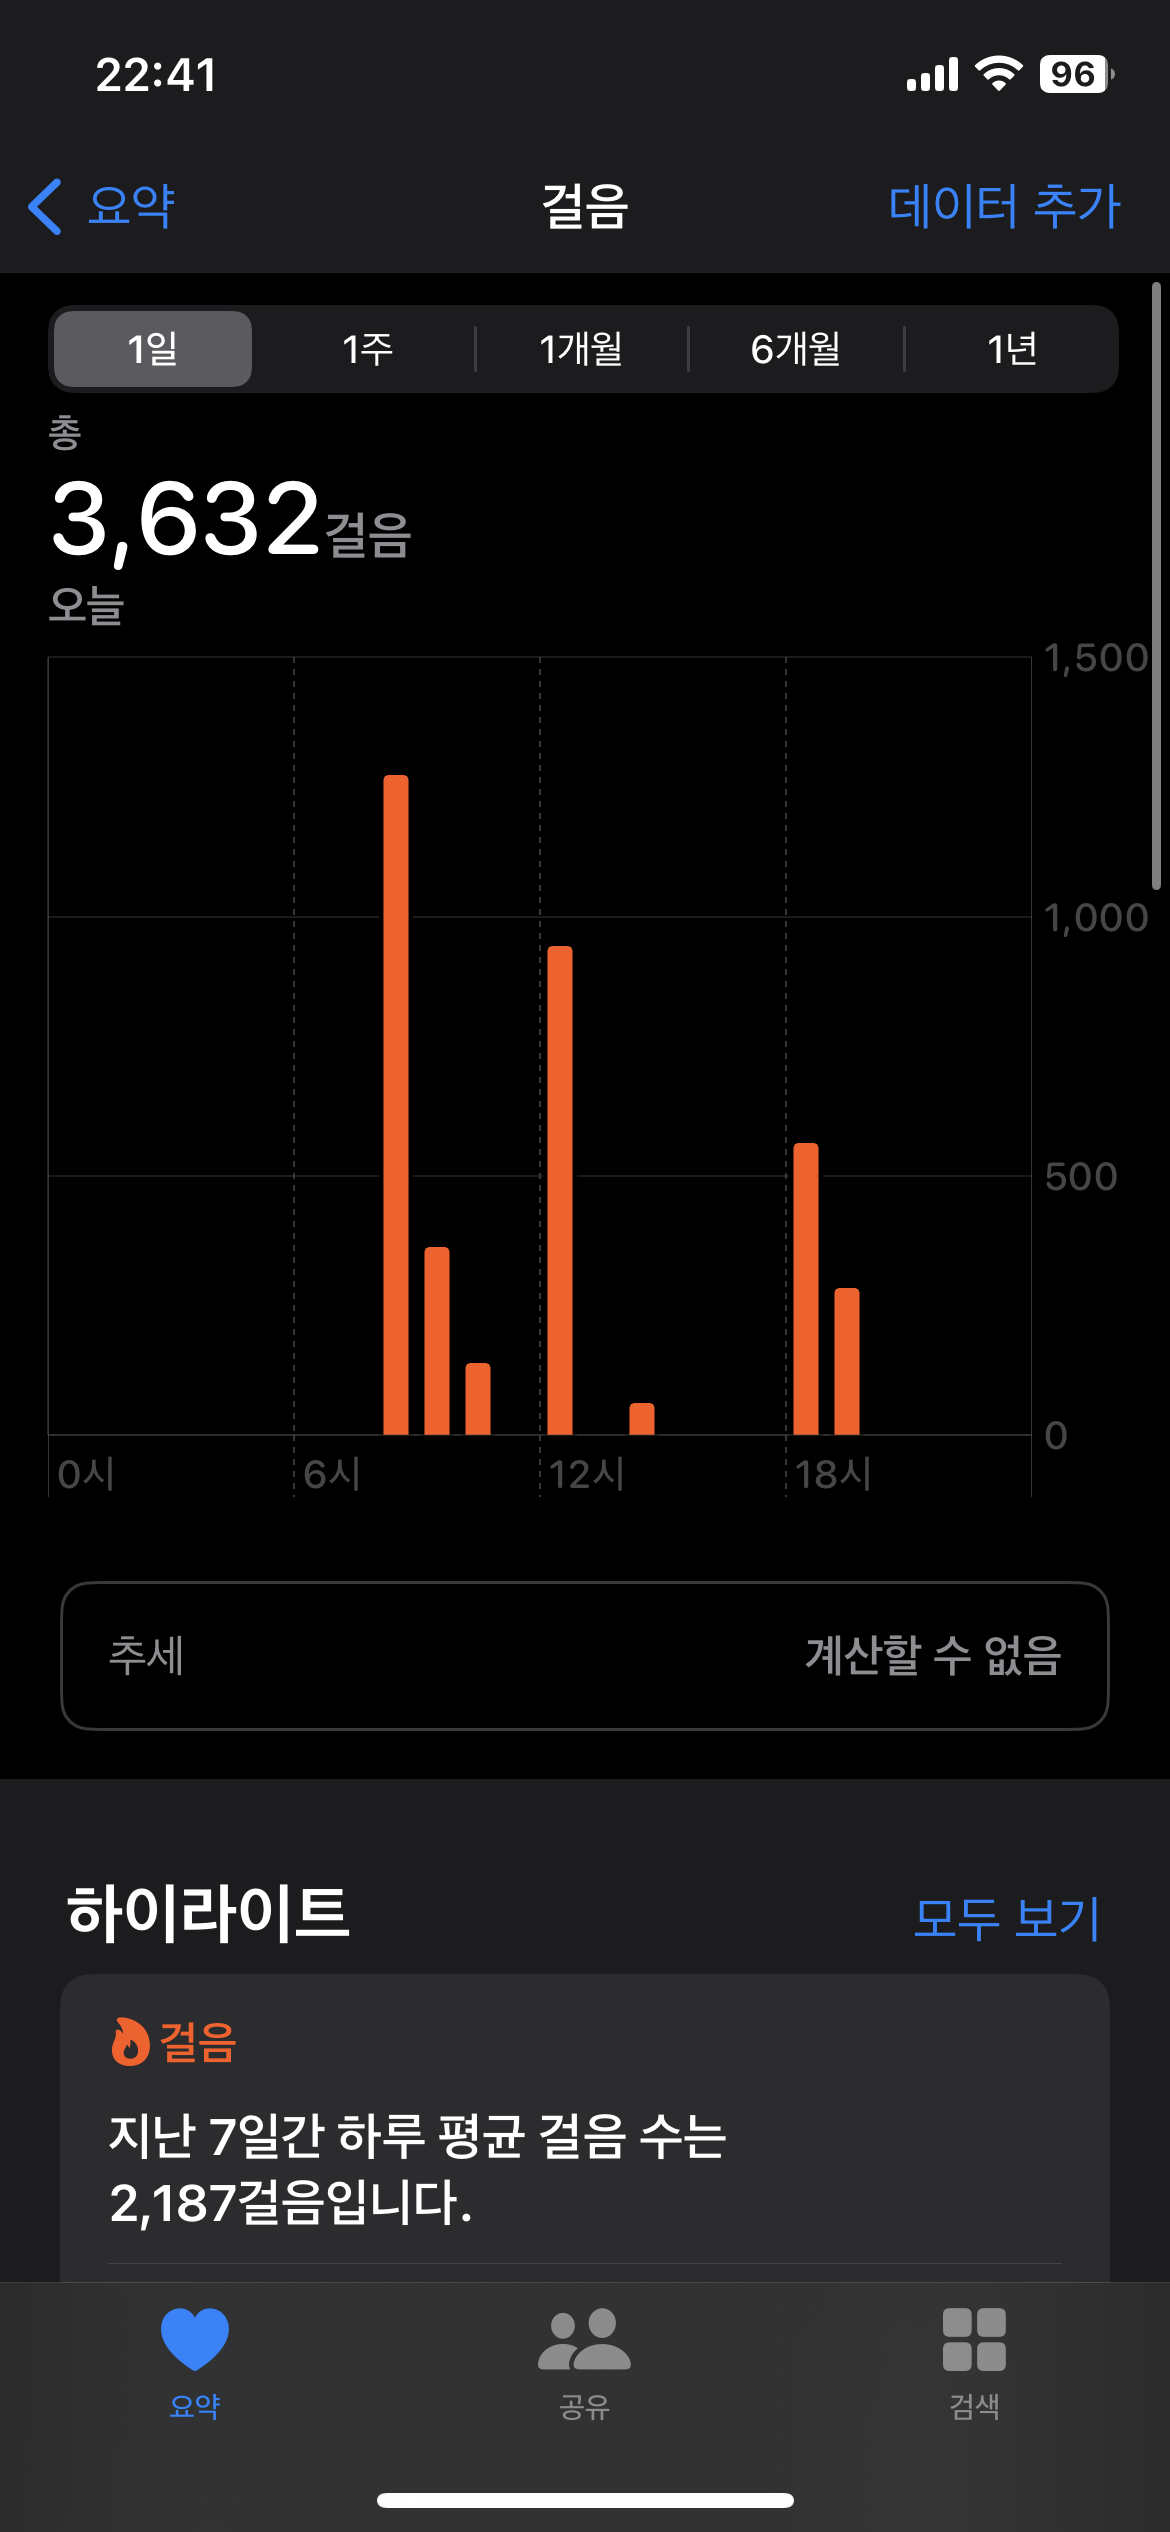 22:41
96
요약
걸음
데이터 추가
1일
1주
1개월
6개월
1년
총
3,632걸음
오늘
1,500
1,000
500
0
0시
6시
12시
18시
추세
계산할 수 없음
하이라이트
모두 보기
걸음
지난 7일간 하루 평균 걸음 수는
2,187걸음입니다.
요약
공유
검색